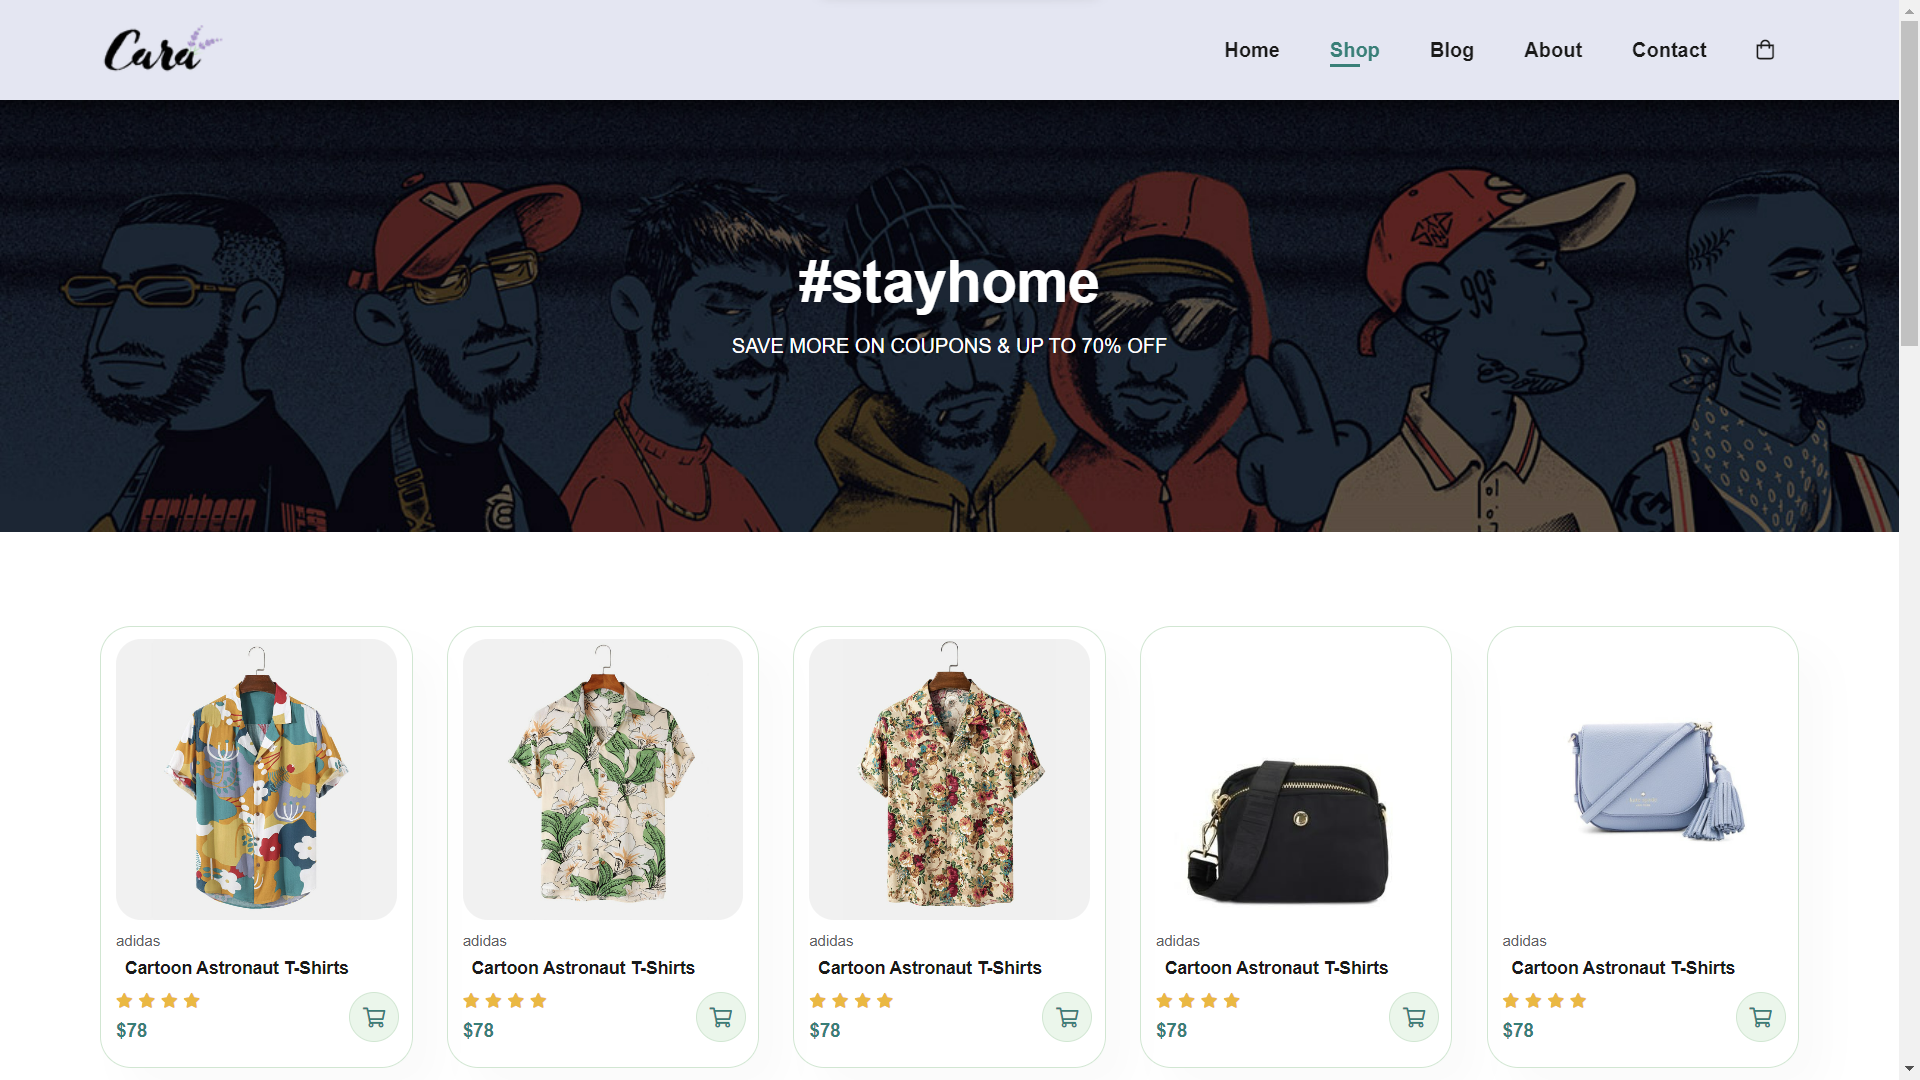 Cara
Home
Shop
Blog
About
Contact
#stayhome
SAVE MORE ON COUPONS & UP TO 70% OFF
99s
adidas
Cartoon Astronaut T-Shirts
$78
adidas
Cartoon Astronaut T-Shirts
$78
adidas
Cartoon Astronaut T-Shirts
$78
adidas
Cartoon Astronaut T-Shirts
$78
adidas
Cartoon Astronaut T-Shirts
$78